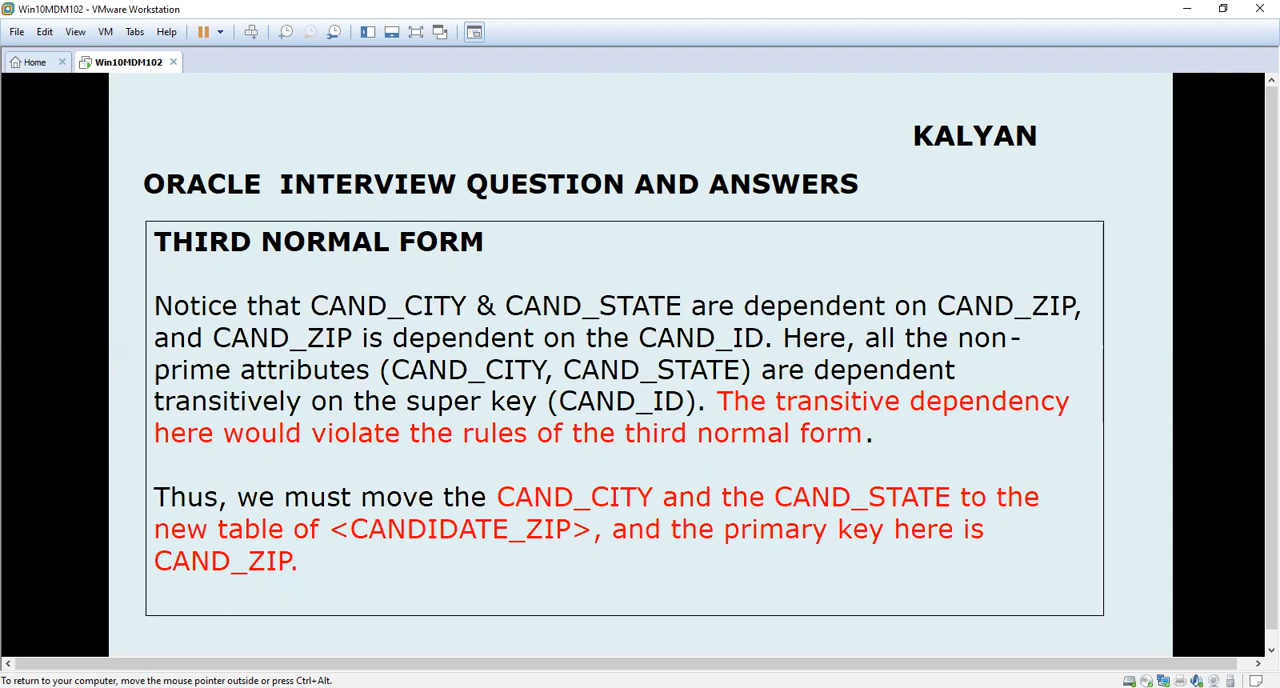 Win10MDM102 - VMware Workstation
File Edit View VM Tabs Help
Home Win10MDM102
KALYAN
ORACLE INTERVIEW QUESTION AND ANSWERS
THIRD NORMAL FORM
Notice that CAND_CITY & CAND_STATE are dependent on CAND_ZIP,
and CAND_ZIP is dependent on the CAND_ID. Here, all the non-
prime attributes (CAND_CITY, CAND_STATE) are dependent
transitively on the super key (CAND_ID). The transitive dependency
here would violate the rules of the third normal form.
Thus, we must move the CAND_CITY and the CAND_STATE to the
new table of <CANDIDATE_ZIP>, and the primary key here is
CAND_ZIP.
To return to your computer, move the mouse pointer outside or press Ctrl+Alt.